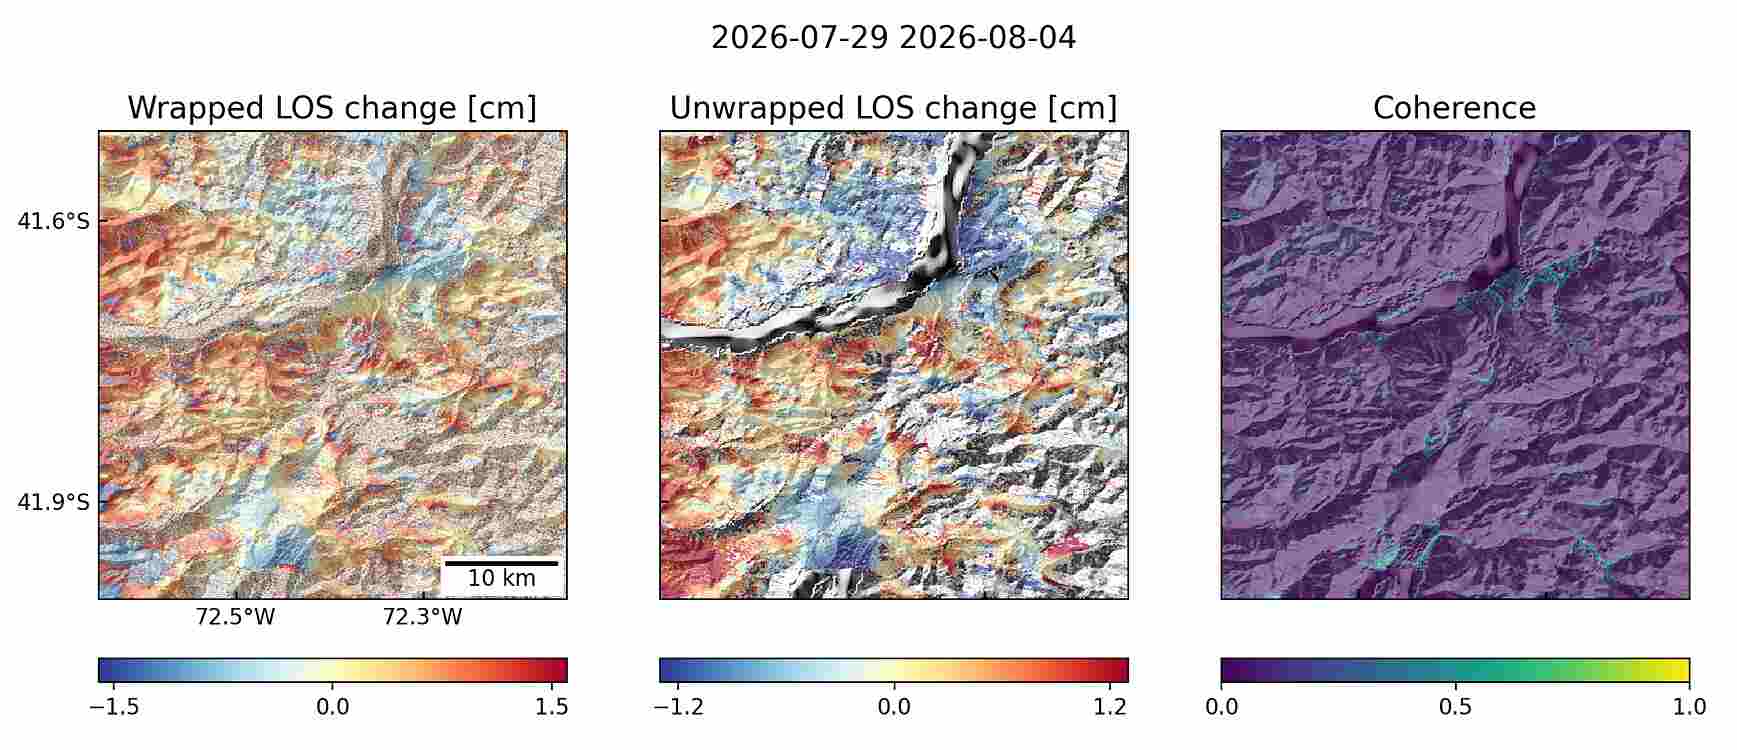 2026-07-29 2026-08-04
Wrapped LOS change [cm]
Unwrapped LOS change [cm]
Coherence
41.6°S
41.9°S
10 km
72.5°W
72.3°W
−1.5
0.0
1.5
−1.2
0.0
1.2
0.0
0.5
1.0